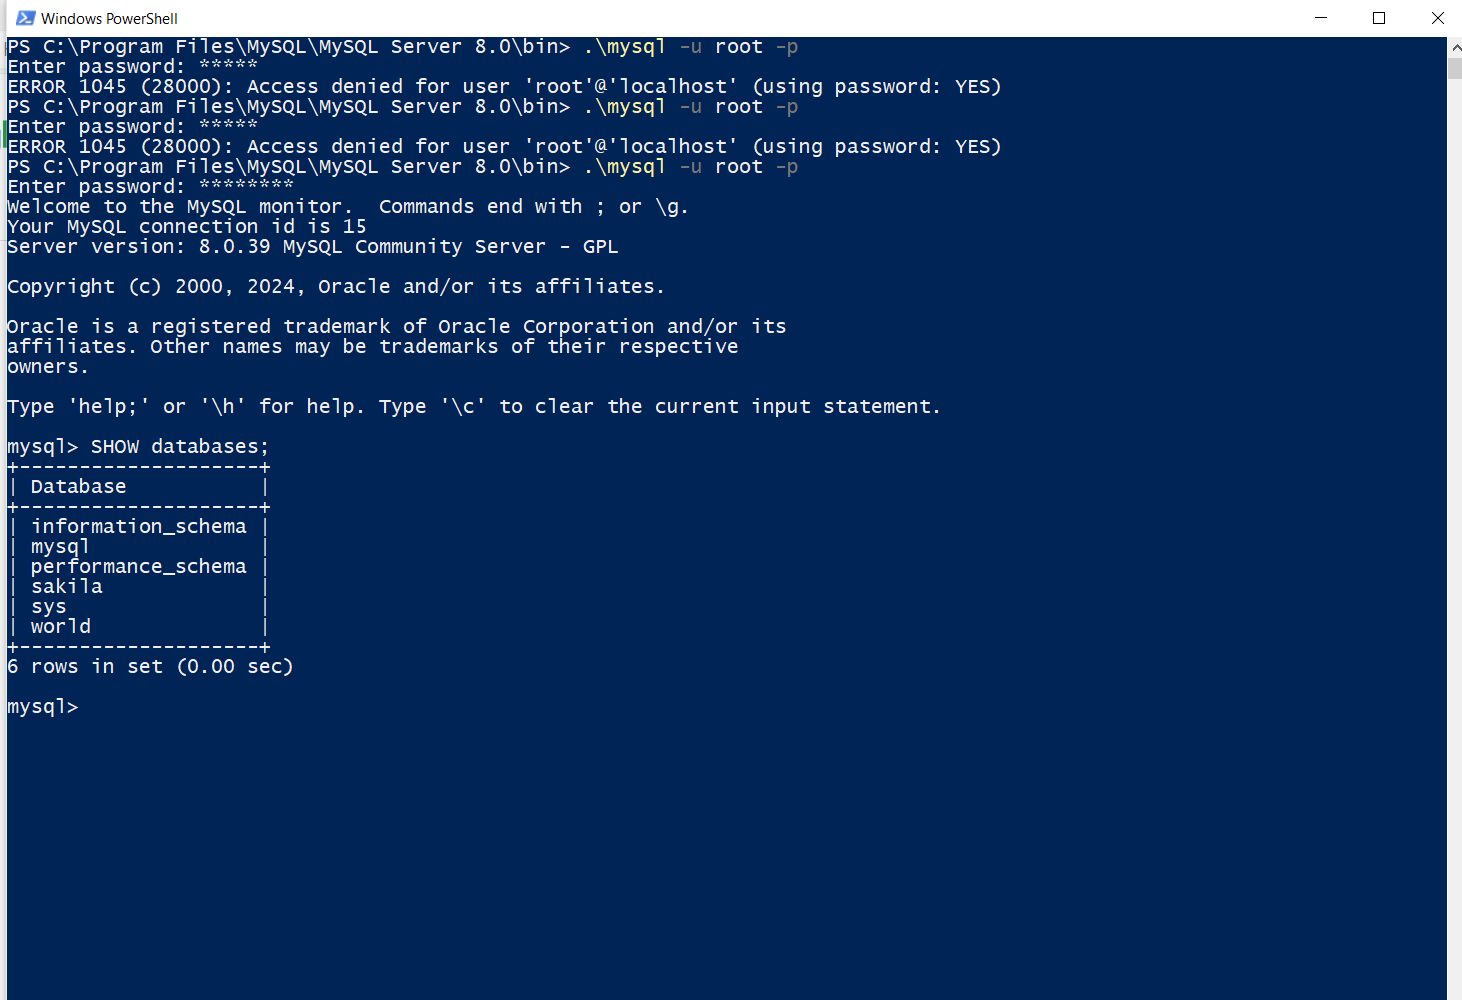 Windows PowerShell
PS C:\Program Files\MySQL\MySQL Server 8.0\bin> .\mysql -u root -p
Enter password: *****
ERROR 1045 (28000): Access denied for user 'root'@'localhost' (using password: YES)
PS C:\Program Files\MySQL\MySQL Server 8.0\bin> .\mysql -u root -p
Enter password: *****
ERROR 1045 (28000): Access denied for user 'root'@'localhost' (using password: YES)
PS C:\Program Files\MySQL\MySQL Server 8.0\bin> .\mysql -u root -p
Enter password: ********
Welcome to the MySQL monitor.  Commands end with ; or \g.
Your MySQL connection id is 15
Server version: 8.0.39 MySQL Community Server - GPL

Copyright (c) 2000, 2024, Oracle and/or its affiliates.

Oracle is a registered trademark of Oracle Corporation and/or its
affiliates. Other names may be trademarks of their respective
owners.

Type 'help;' or '\h' for help. Type '\c' to clear the current input statement.

mysql> SHOW databases;
+--------------------+
| Database           |
+--------------------+
| information_schema |
| mysql              |
| performance_schema |
| sakila             |
| sys                |
| world              |
+--------------------+
6 rows in set (0.00 sec)

mysql>